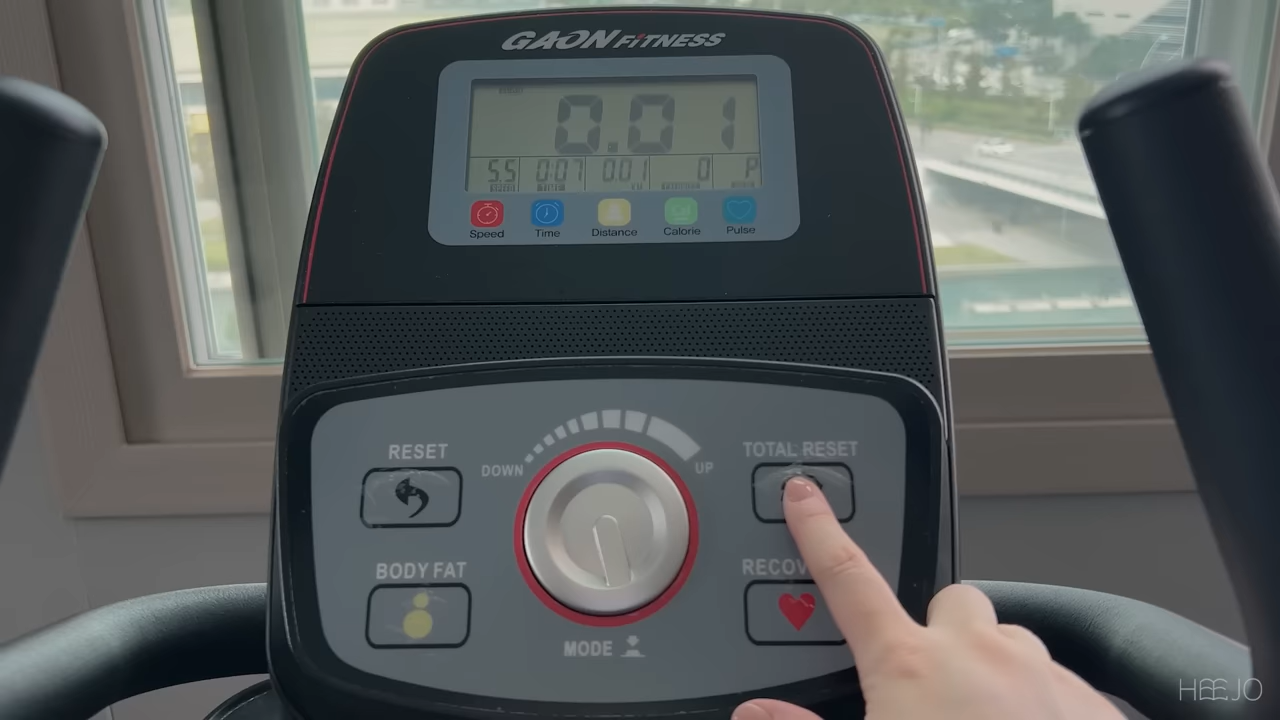 GAON FITNESS
0.01
5.5 0:07 0.01 0 P
Speed Time Distance Calorie Pulse
RESET
DOWN
UP
TOTAL RESET
BODY FAT
MODE
HEEJO